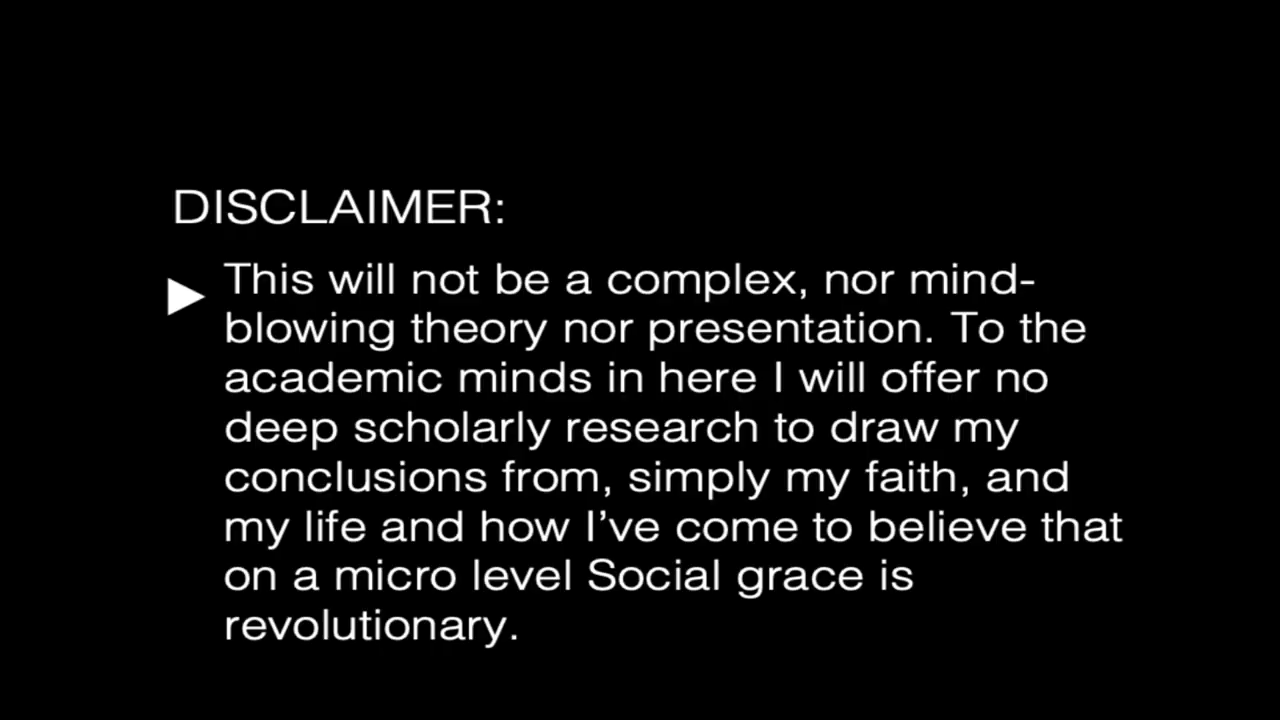 DISCLAIMER:
This will not be a complex, nor mind-
blowing theory nor presentation. To the
academic minds in here I will offer no
deep scholarly research to draw my
conclusions from, simply my faith, and
my life and how I’ve come to believe that
on a micro level Social grace is
revolutionary.